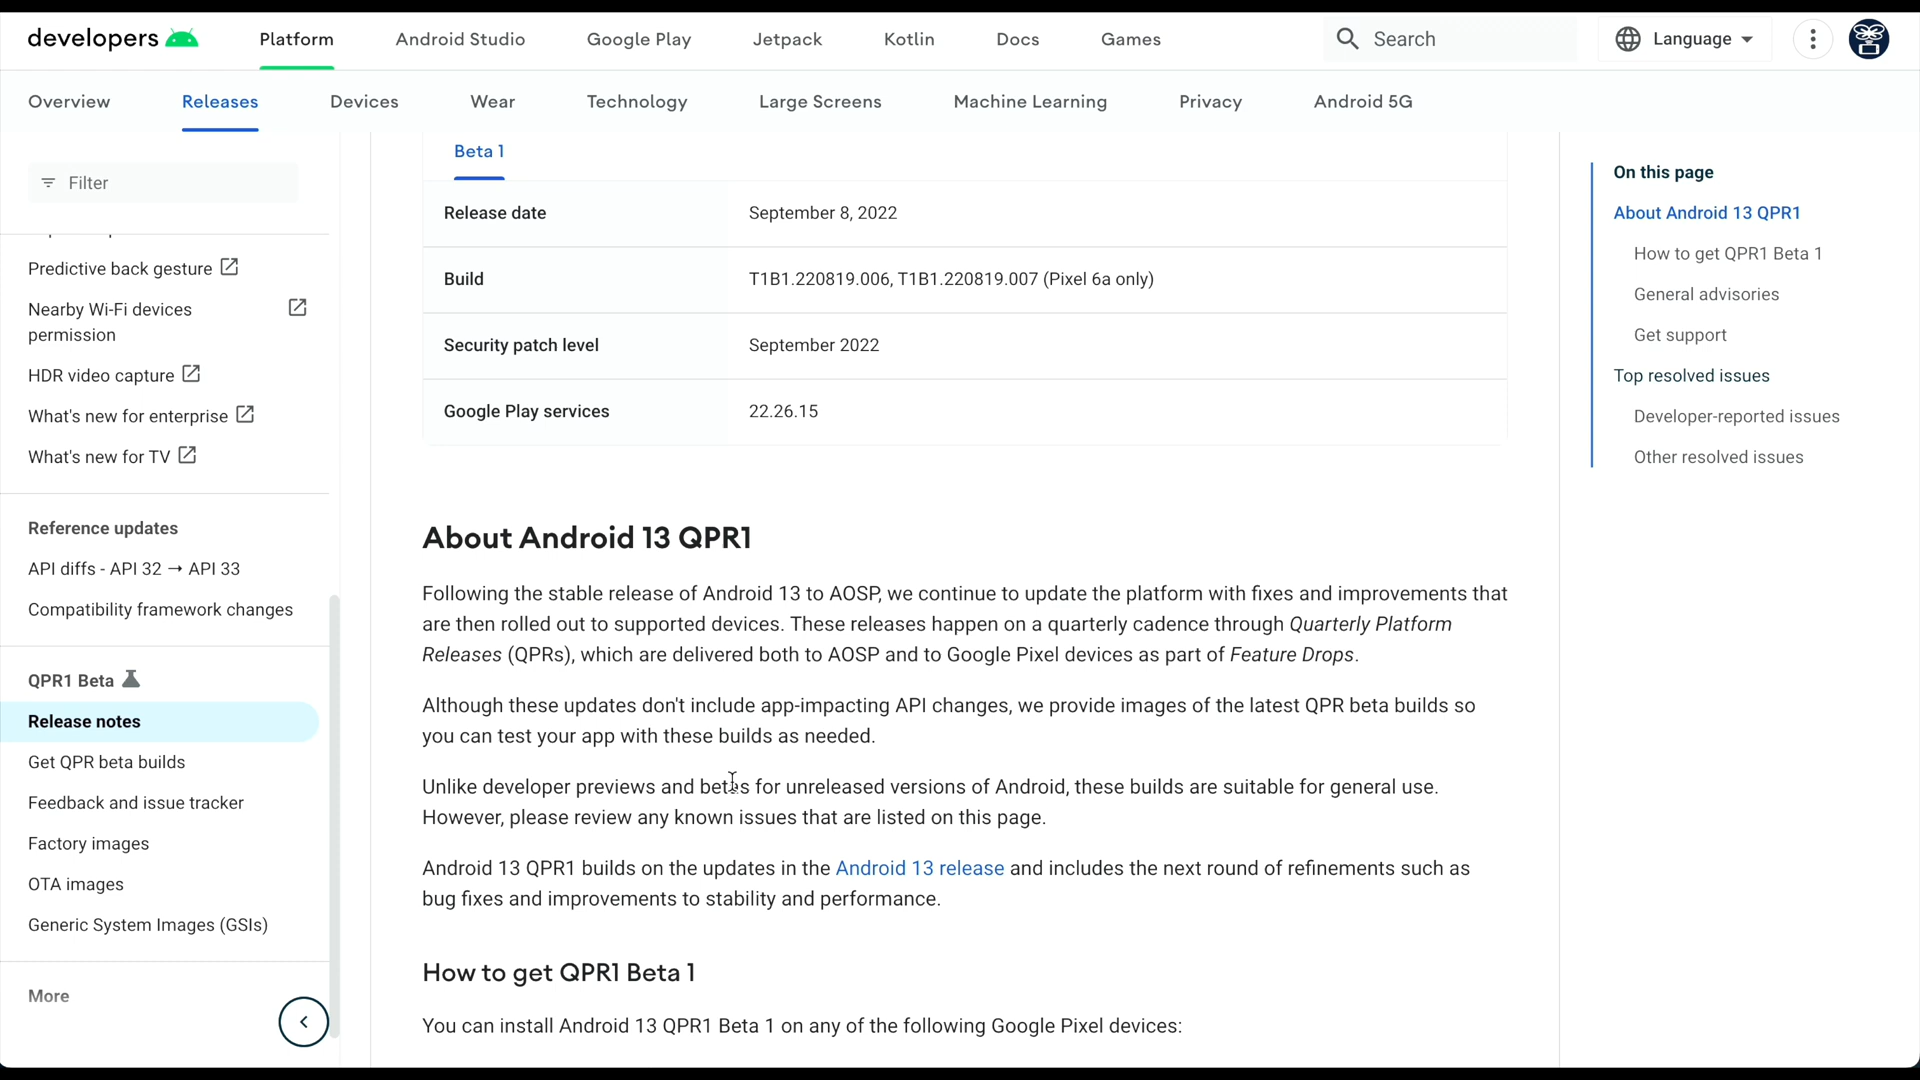 developers
Platform
Android Studio
Google Play
Jetpack
Kotlin
Docs
Games
Search
Language
Overview
Releases
Devices
Wear
Technology
Large Screens
Machine Learning
Privacy
Android 5G
Filter
Predictive back gesture
Nearby Wi-Fi devices
permission
HDR video capture
What's new for enterprise
What's new for TV
Reference updates
API diffs - API 32 → API 33
Compatibility framework changes
QPR1 Beta
Release notes
Get QPR beta builds
Feedback and issue tracker
Factory images
OTA images
Generic System Images (GSIs)
More
Beta 1
Release date
September 8, 2022
Build
T1B1.220819.006, T1B1.220819.007 (Pixel 6a only)
Security patch level
September 2022
Google Play services
22.26.15
About Android 13 QPR1
Following the stable release of Android 13 to AOSP, we continue to update the platform with fixes and improvements that
are then rolled out to supported devices. These releases happen on a quarterly cadence through Quarterly Platform
Releases (QPRs), which are delivered both to AOSP and to Google Pixel devices as part of Feature Drops.
Although these updates don't include app-impacting API changes, we provide images of the latest QPR beta builds so
you can test your app with these builds as needed.
Unlike developer previews and betas for unreleased versions of Android, these builds are suitable for general use.
However, please review any known issues that are listed on this page.
Android 13 QPR1 builds on the updates in the Android 13 release and includes the next round of refinements such as
bug fixes and improvements to stability and performance.
How to get QPR1 Beta 1
You can install Android 13 QPR1 Beta 1 on any of the following Google Pixel devices:
On this page
About Android 13 QPR1
How to get QPR1 Beta 1
General advisories
Get support
Top resolved issues
Developer-reported issues
Other resolved issues